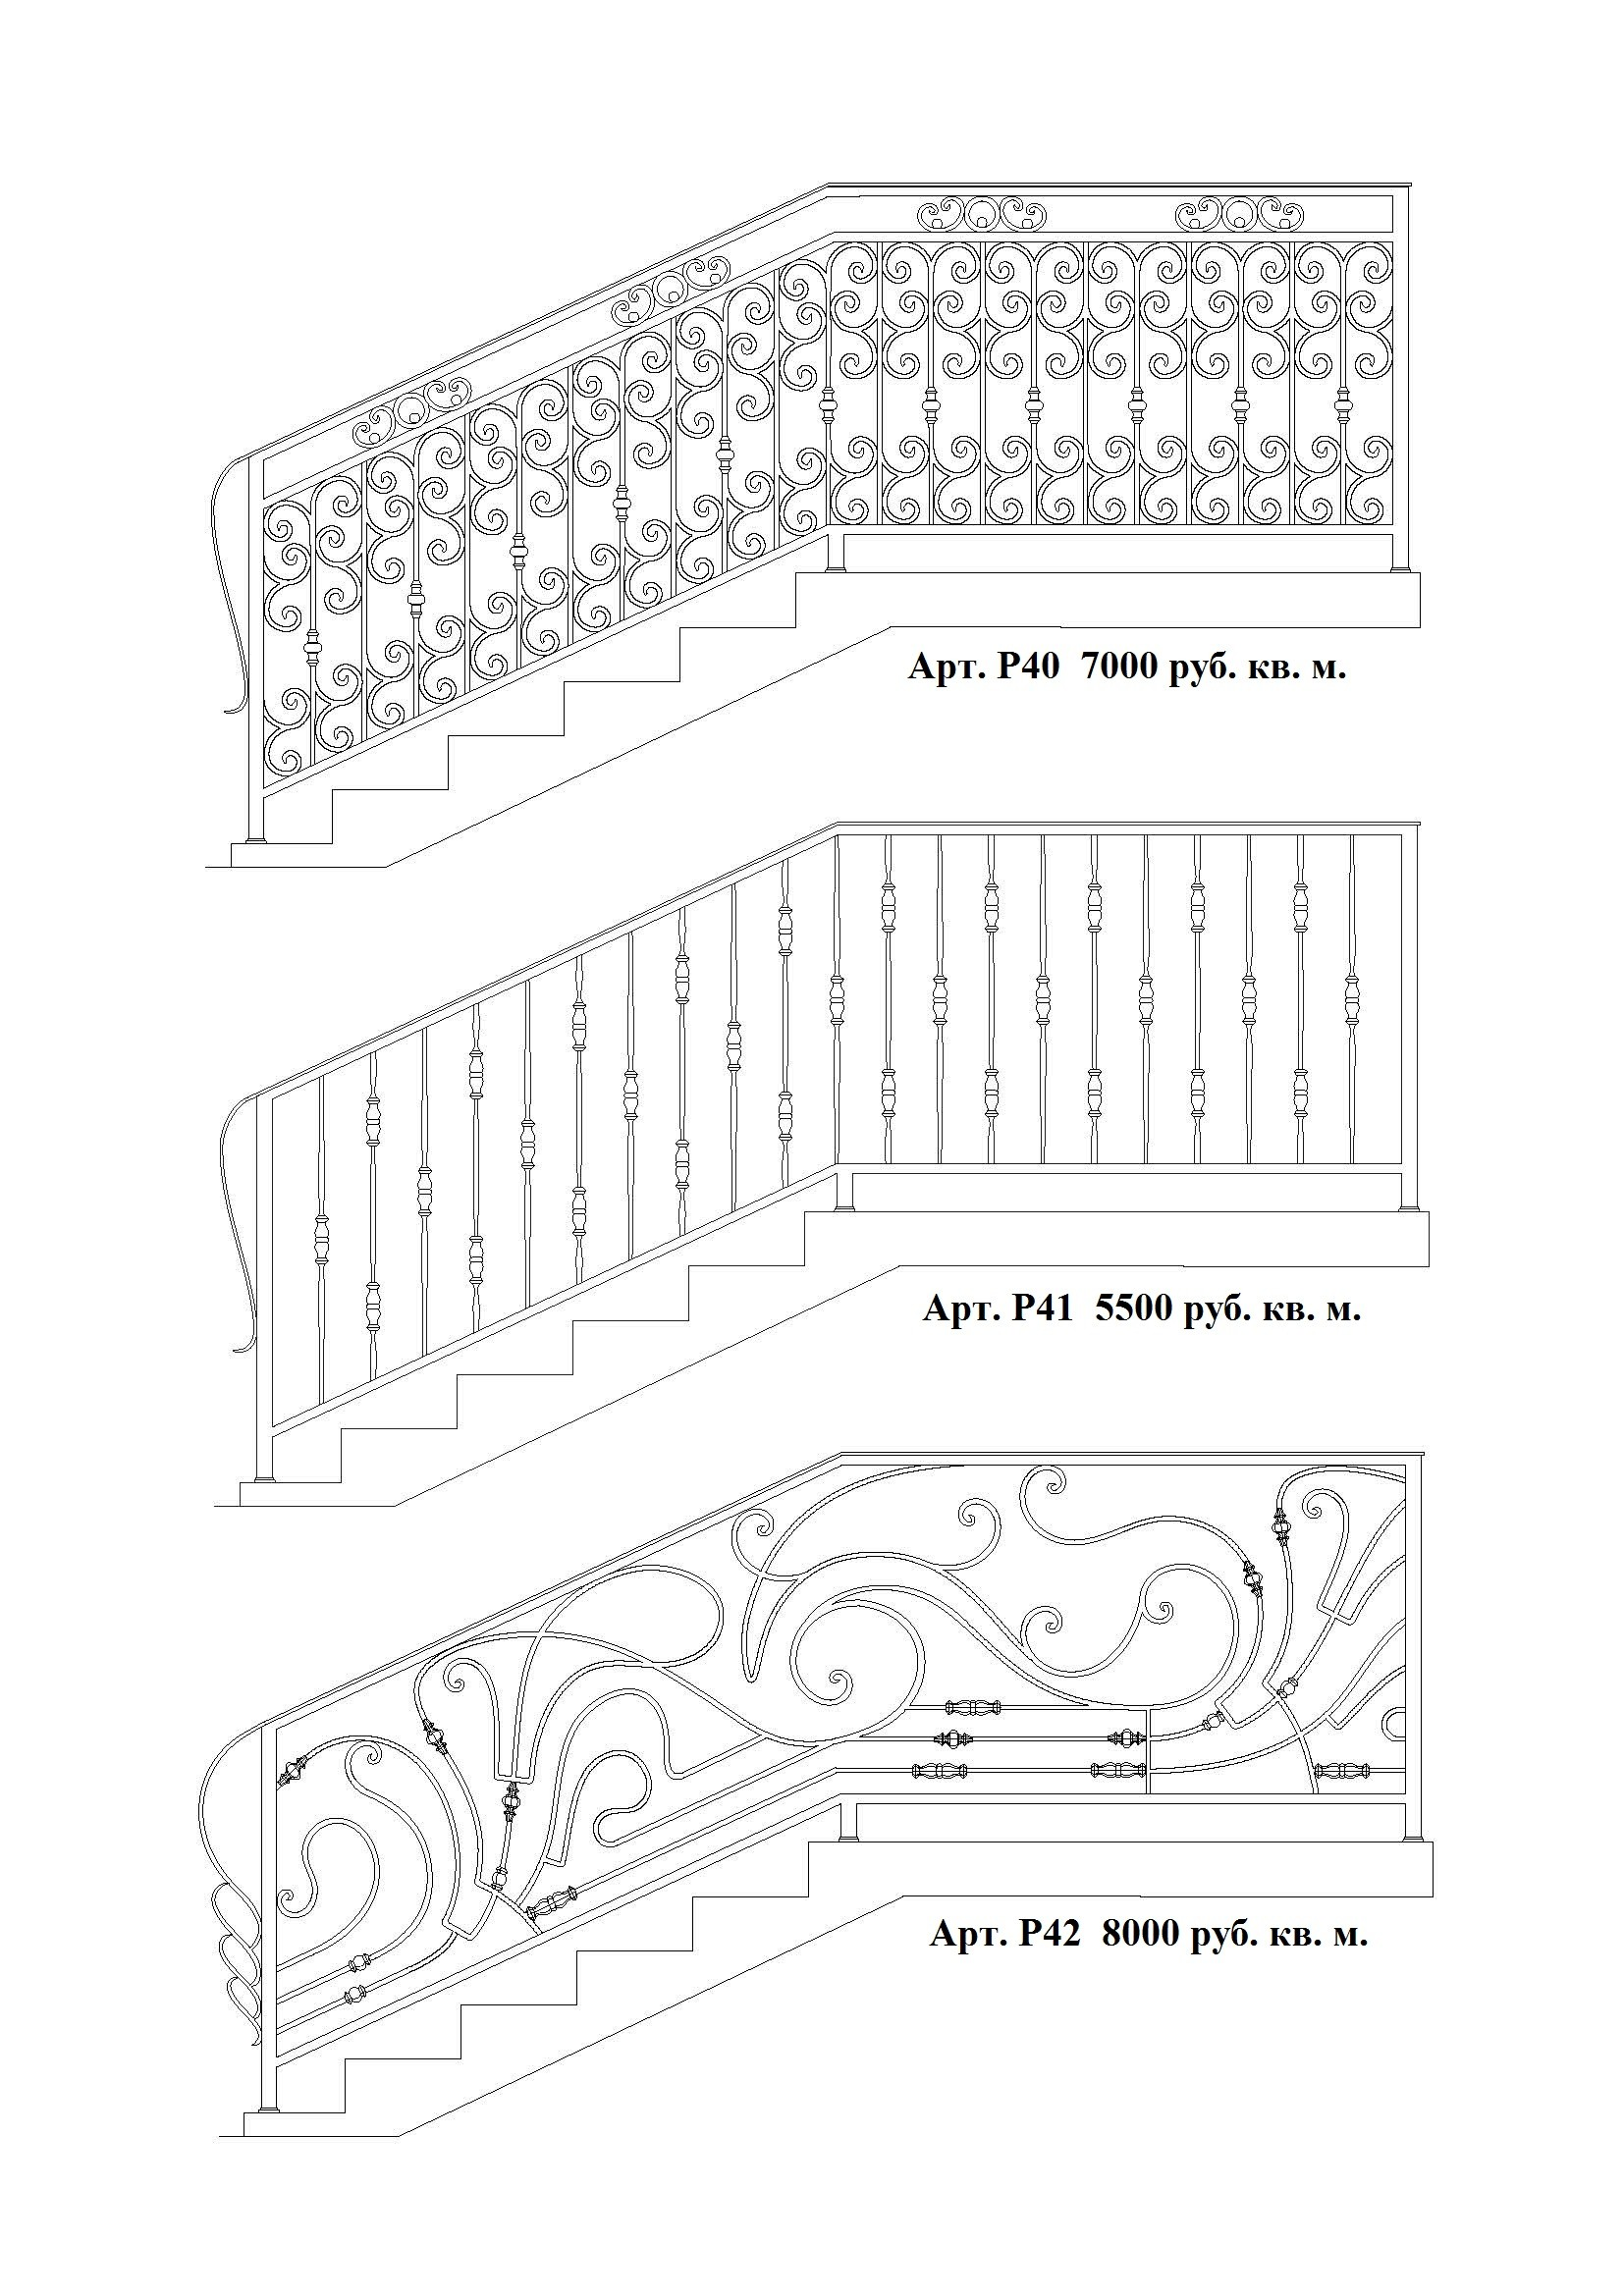 Арт. Р40  7000 руб. кв. м.
Арт. Р41  5500 руб. кв. м.
Арт. Р42  8000 руб. кв. м.